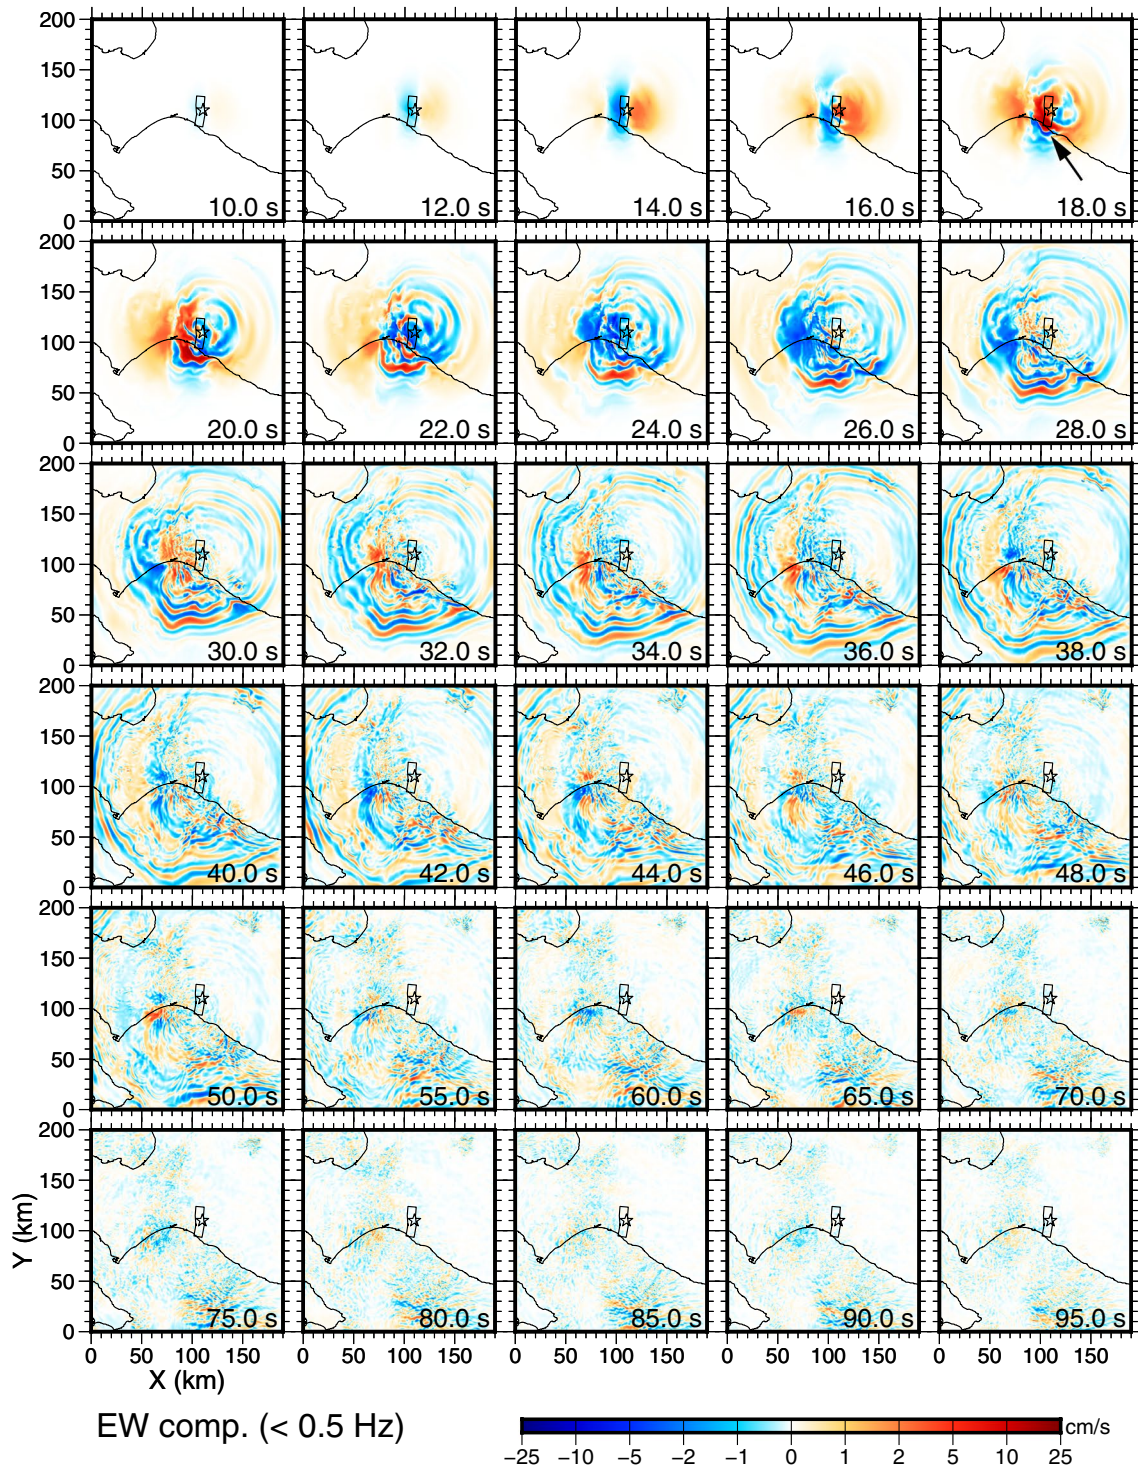 200
150
100
50
0
10.0 s
12.0 s
14.0 s
16.0 s
18.0 s
200
150
100
50
0
20.0 s
22.0 s
24.0 s
26.0 s
28.0 s
200
150
100
50
0
30.0 s
32.0 s
34.0 s
36.0 s
38.0 s
200
150
100
50
0
40.0 s
42.0 s
44.0 s
46.0 s
48.0 s
200
150
100
50
0
50.0 s
55.0 s
60.0 s
65.0 s
70.0 s
200
150
100
50
0
Y (km)
75.0 s
80.0 s
85.0 s
90.0 s
95.0 s
0 50 100 150 0 50 100 150 0 50 100 150 0 50 100 150 0 50 100 150
X (km)
EW comp. (< 0.5 Hz)
cm/s
−25 −10 −5 −2 −1 0 1 2 5 10 25